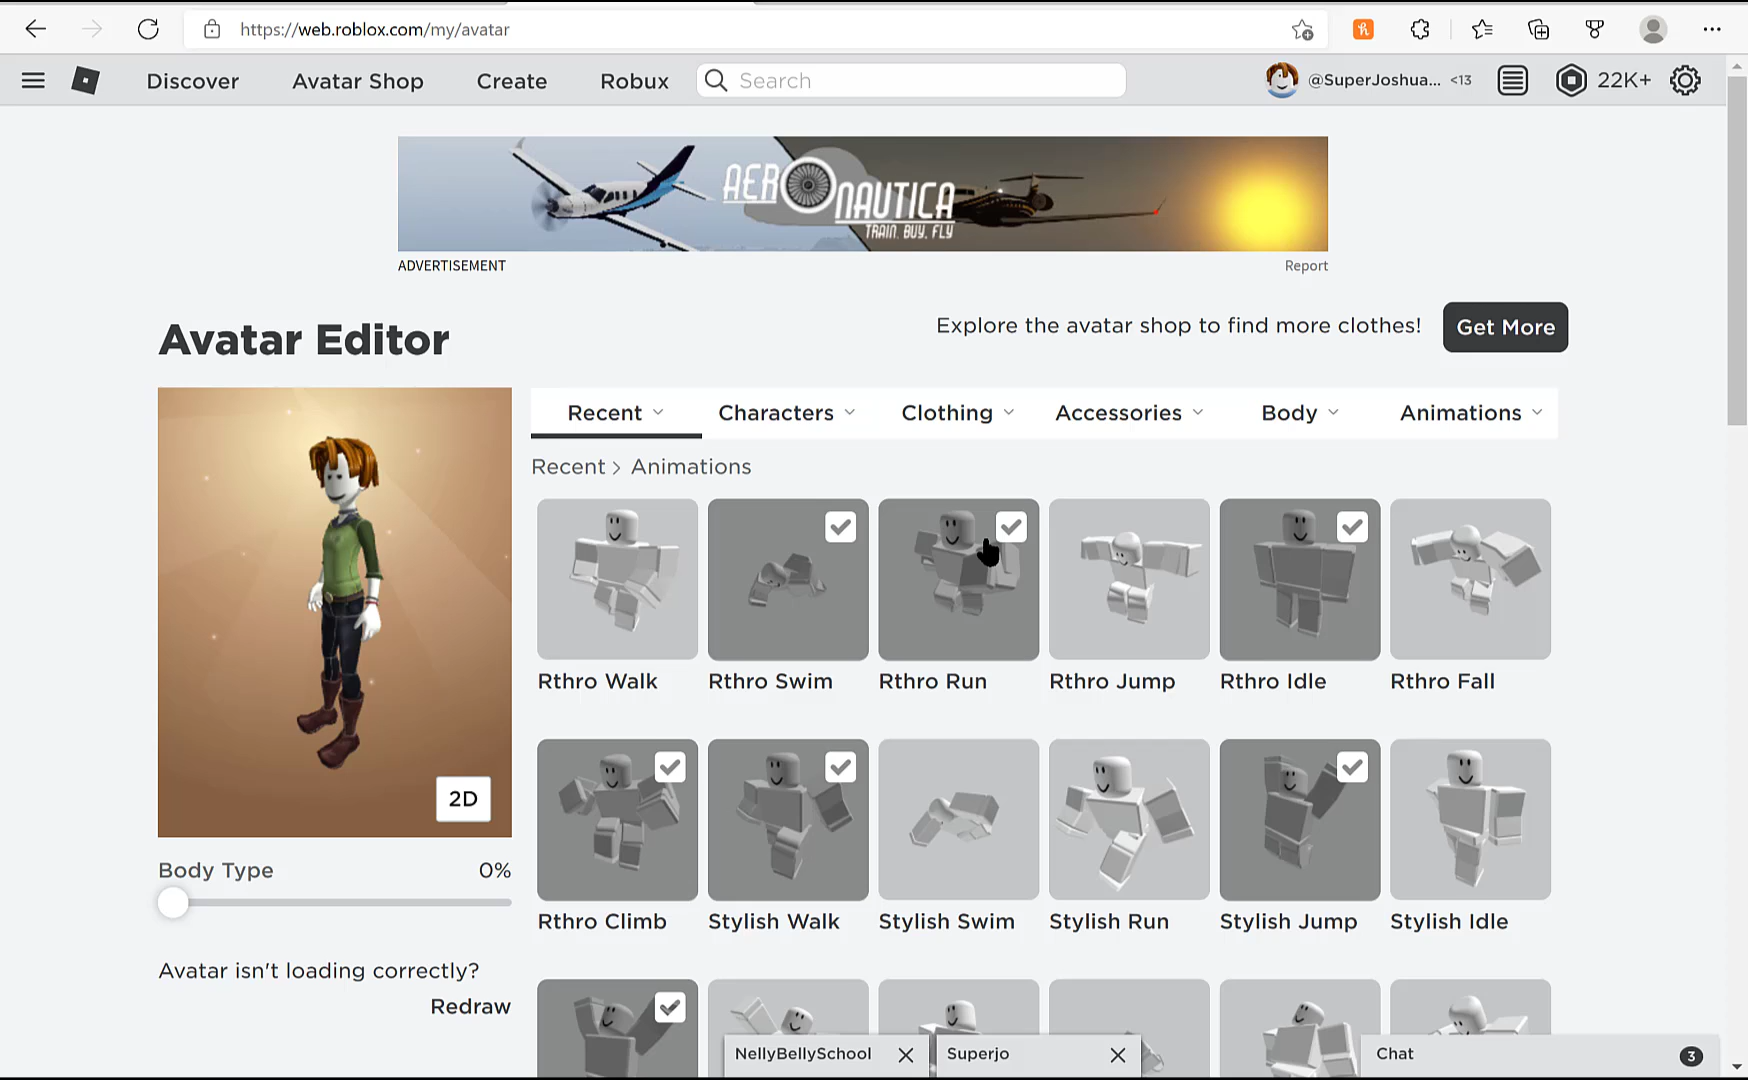 https://web.roblox.com/my/avatar
Discover
Avatar Shop
Create
Robux
Search
@SuperJoshua... <13
22K+
AERONAUTICA
TRAIN. BUY. FLY
ADVERTISEMENT
Report
Avatar Editor
Explore the avatar shop to find more clothes!
Get More
Recent
Characters
Clothing
Accessories
Body
Animations
Recent > Animations
2D
Body Type 0%
Avatar isn't loading correctly?
Redraw
Rthro Walk
Rthro Swim
Rthro Run
Rthro Jump
Rthro Idle
Rthro Fall
Rthro Climb
Stylish Walk
Stylish Swim
Stylish Run
Stylish Jump
Stylish Idle
NellyBellySchool
Superjo
Chat
3